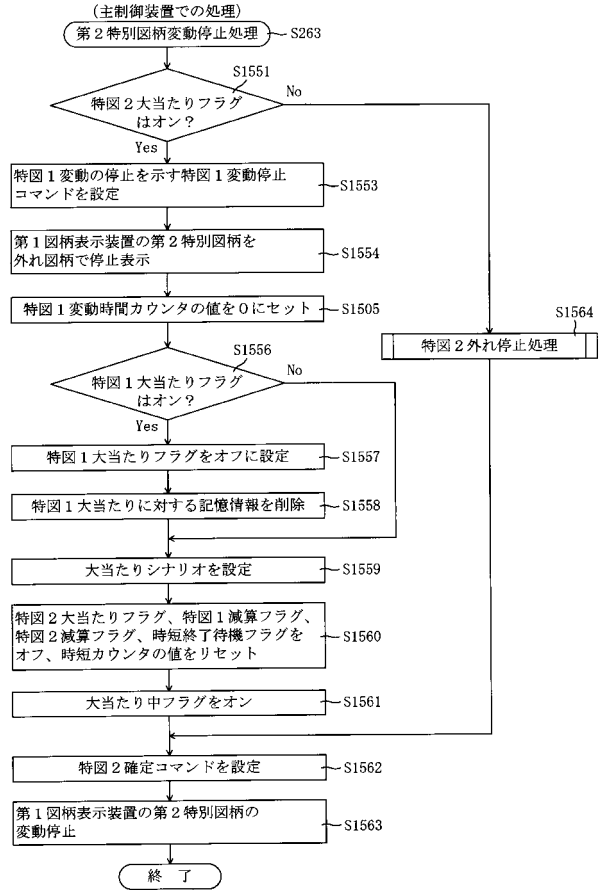 (主制御装置での処理)
第2特別図柄変動停止処理
S263
S1551
特図2大当たりフラグ
はオン?
No
Yes
特図1変動の停止を示す特図1変動停止
コマンドを設定
S1553
第1図柄表示装置の第2特別図柄を
外れ図柄で停止表示
S1554
特図1変動時間カウンタの値を0にセット
S1505
S1564
特図2外れ停止処理
S1556
特図1大当たりフラグ
はオン?
No
Yes
特図1大当たりフラグをオフに設定
S1557
特図1大当たりに対する記憶情報を削除
S1558
大当たりシナリオを設定
S1559
特図2大当たりフラグ、特図1減算フラグ、
特図2減算フラグ、時短終了待機フラグを
オフ、時短カウンタの値をリセット
S1560
大当たり中フラグをオン
S1561
特図2確定コマンドを設定
S1562
第1図柄表示装置の第2特別図柄の
変動停止
S1563
終 了